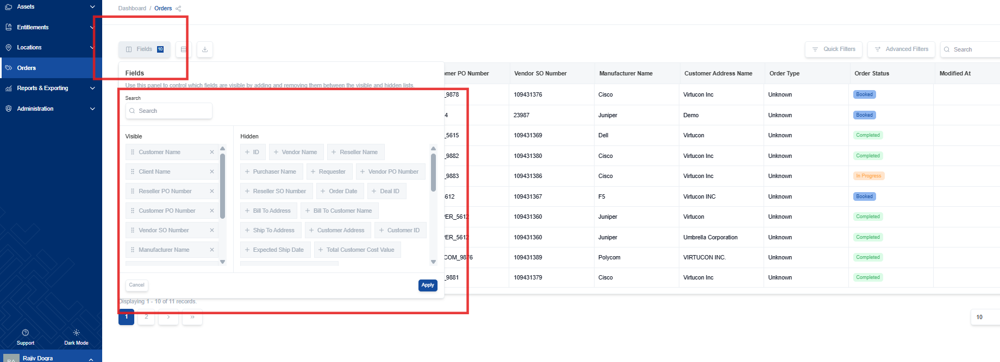 Assets
Entitlements
Locations
Orders
Reports & Exporting
Administration
Support
Dark Mode
RA
Rajiv Dogra
Dashboard / Orders
Fields 10
Quick Filters
Advanced Filters
Search
Fields
Use this panel to control which fields are visible by adding and removing them between the visible and hidden lists.
Search
Search
Visible
Customer Name
Client Name
Reseller PO Number
Customer PO Number
Vendor SO Number
Manufacturer Name
Hidden
+ ID + Vendor Name + Reseller Name
+ Purchaser Name + Requester + Vendor PO Number
+ Reseller SO Number + Order Date + Deal ID
+ Bill To Address + Bill To Customer Name
+ Ship To Address + Customer Address + Customer ID
+ Expected Ship Date + Total Customer Cost Value
Cancel
Apply
omer PO Number Vendor SO Number Manufacturer Name Customer Address Name Order Type Order Status Modified At
_9878 109431376 Cisco Virtucon Inc Unknown Booked
4 23987 Juniper Demo Unknown Booked
_5615 109431369 Dell Virtucon Unknown Completed
_9882 109431380 Cisco Virtucon Inc Unknown Completed
_9883 109431386 Cisco Virtucon Inc Unknown In Progress
5612 109431367 F5 Virtucon INC Unknown Booked
PER_5612 109431360 Juniper Virtucon Unknown Completed
PER_5612 109431360 Juniper Umbrella Corporation Unknown Completed
COM_9876 109431389 Polycom VIRTUCON INC. Unknown Completed
_9881 109431379 Cisco Virtucon Inc Unknown Completed
Displaying 1 - 10 of 11 records.
1 2 > »
10